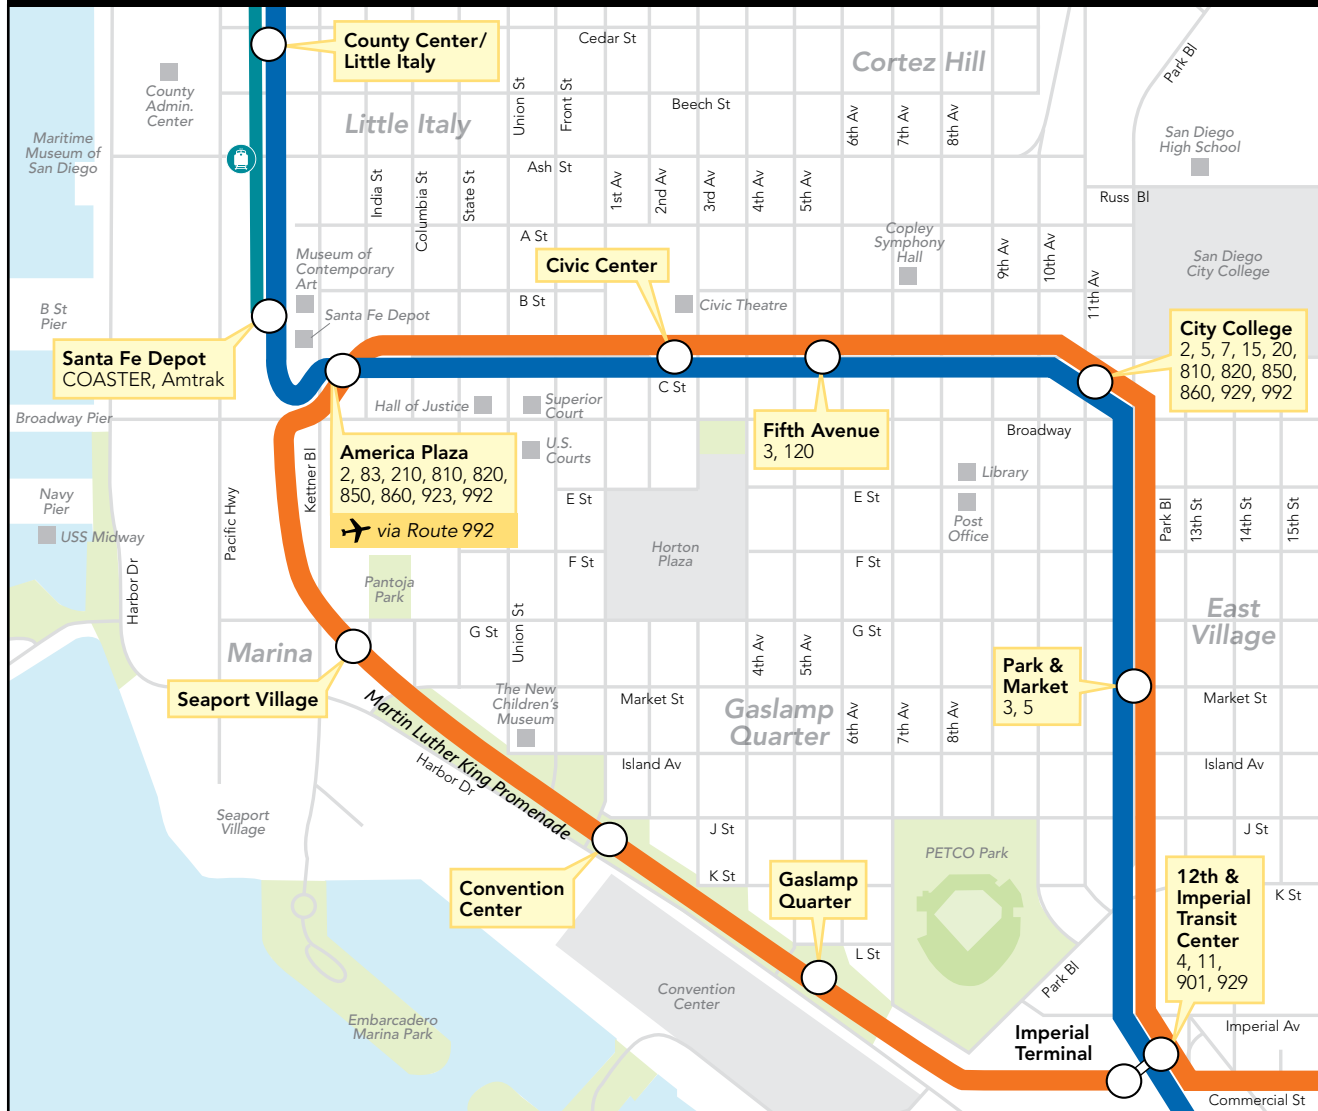 County Center/
Little Italy
Cedar St
Cortez Hill
Park Bl
County
Admin.
Center
Union St
Front St
Beech St
6th Av
7th Av
8th Av
Little Italy
Maritime
Museum of
San Diego
San Diego
High School
Ash St
India St
Columbia St
State St
1st Av
2nd Av
3rd Av
4th Av
5th Av
Russ Bl
A St
Copley
Symphony
Hall
9th Av
10th Av
11th Av
San Diego
City College
Museum of
Contemporary
Art
Civic Center
B St
Civic Theatre
B St
Pier
Santa Fe Depot
Santa Fe Depot
COASTER, Amtrak
City College
2, 5, 7, 15, 20,
810, 820, 850,
860, 929, 992
C St
Hall of Justice
Superior
Court
Broadway Pier
Fifth Avenue
3, 120
Broadway
America Plaza
2, 83, 210, 810, 820,
850, 860, 923, 992
via Route 992
U.S.
Courts
Library
Kettner Bl
Pacific Hwy
E St
E St
Navy
Pier
USS Midway
Post
Office
Park Bl
13th St
14th St
15th St
Horton
Plaza
F St
F St
Harbor Dr
Pantoja
Park
Union St
G St
G St
4th Av
5th Av
East
Village
Marina
Park &
Market
3, 5
Seaport Village
The New
Children's
Museum
Market St
Market St
Gaslamp
Quarter
6th Av
7th Av
8th Av
Martin Luther King Promenade
Harbor Dr
Island Av
Island Av
Seaport
Village
J St
J St
PETCO Park
K St
K St
Convention
Center
Gaslamp
Quarter
12th &
Imperial
Transit
Center
4, 11,
901, 929
L St
Park Bl
Convention
Center
Embarcadero
Marina Park
Imperial
Terminal
Imperial Av
Commercial St